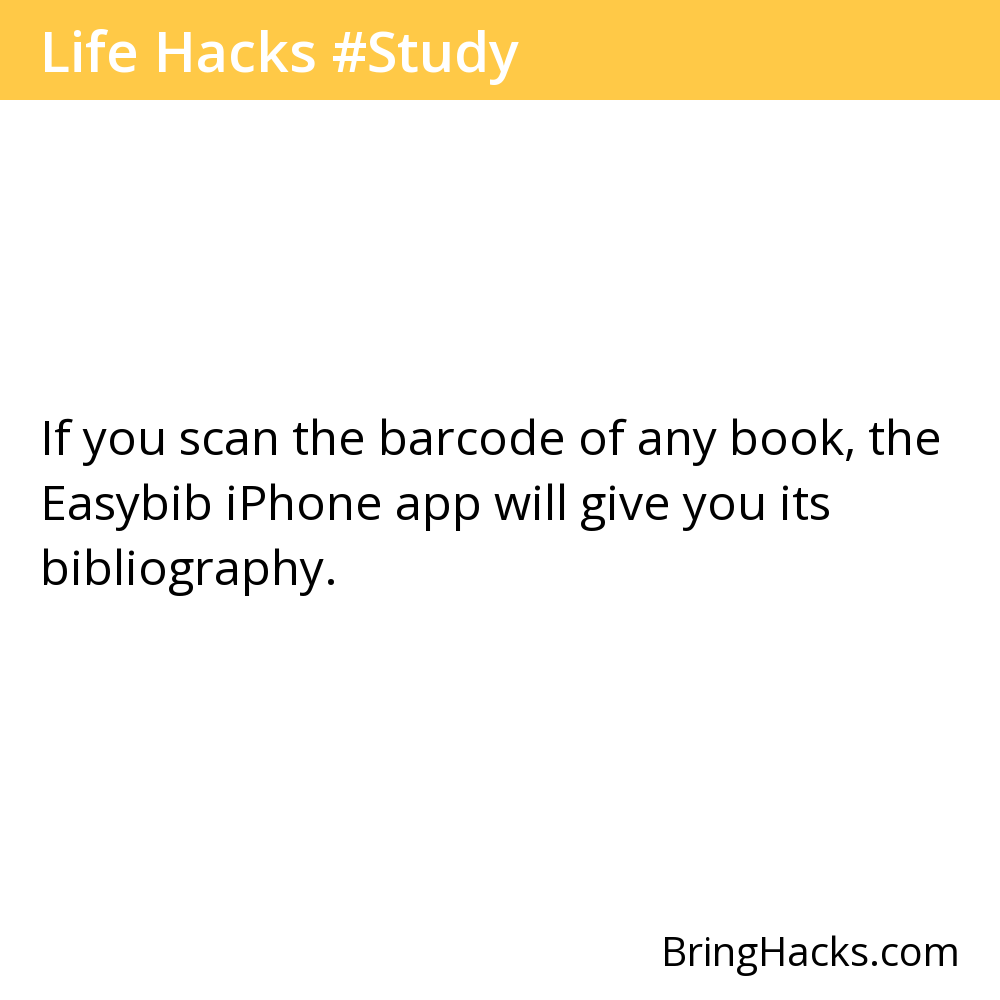 Life Hacks #Study
If you scan the barcode of any book, the
Easybib iPhone app will give you its
bibliography.
BringHacks.com